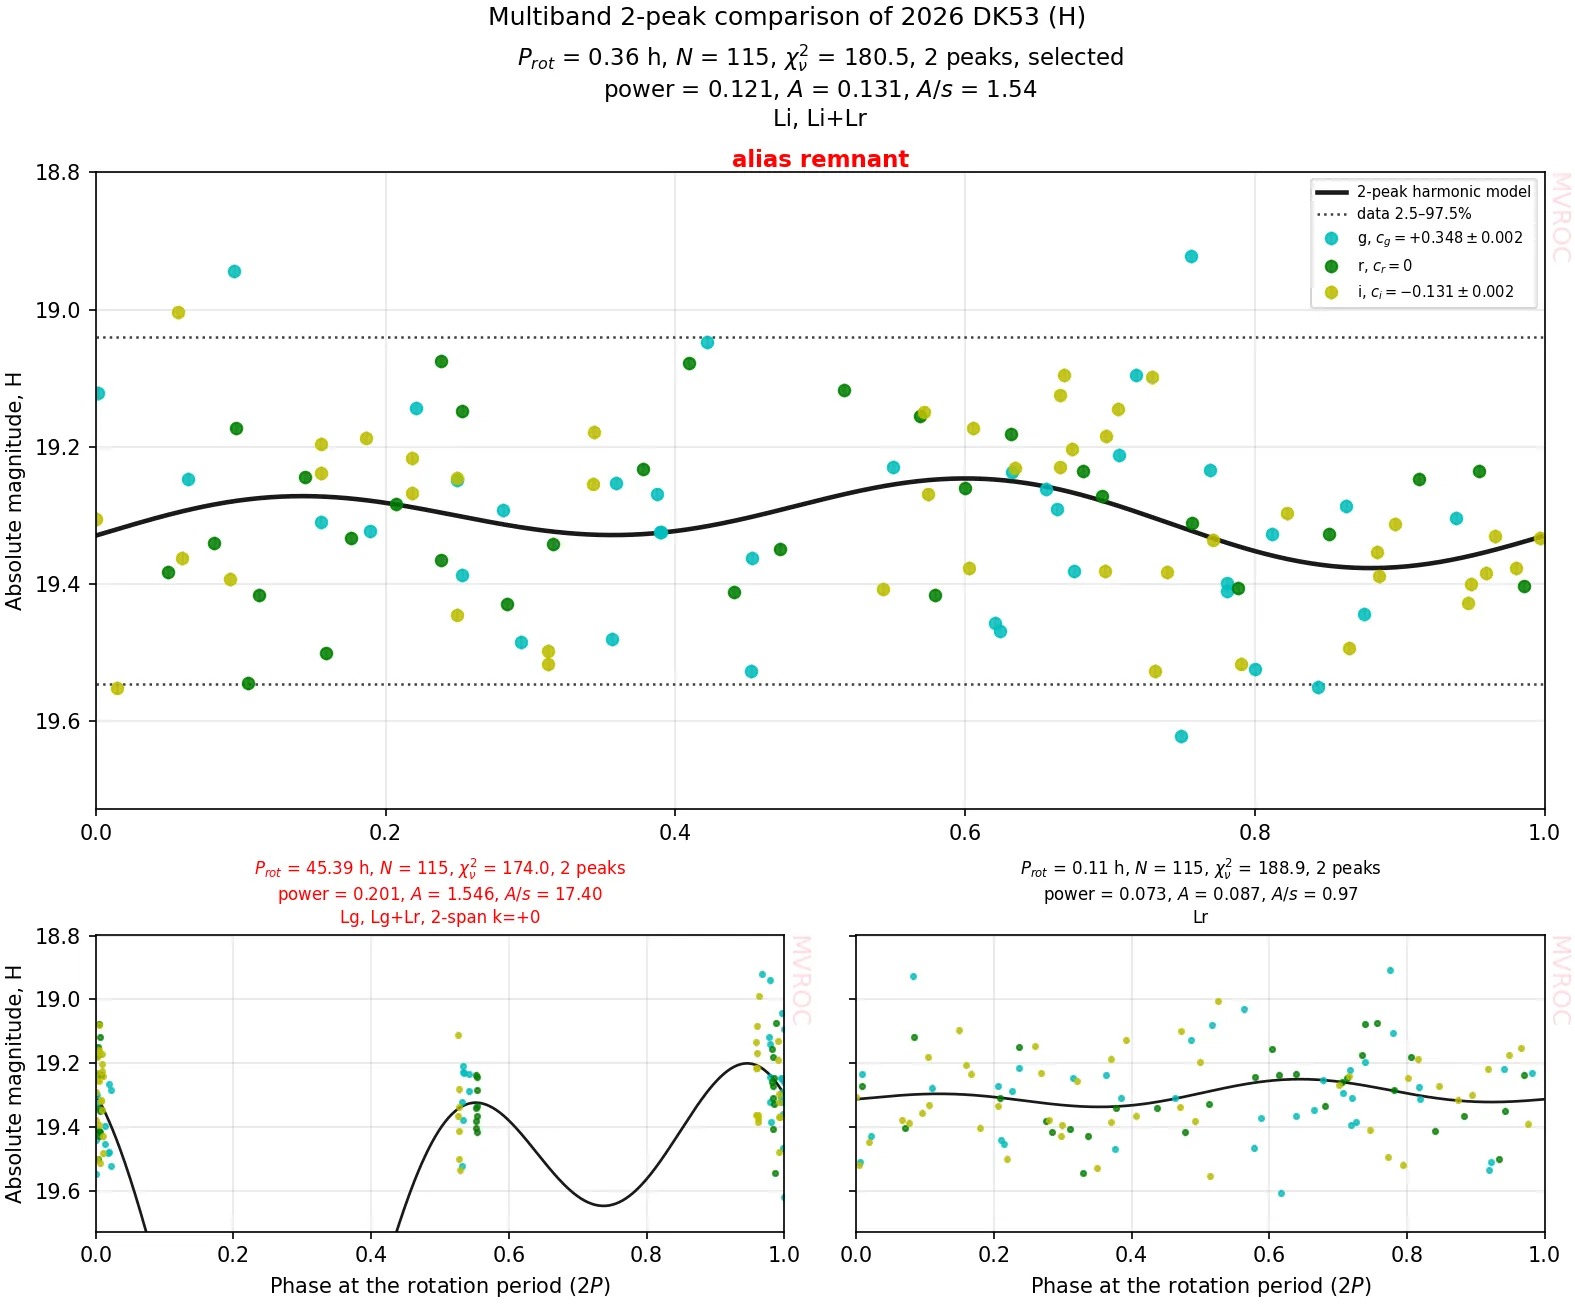 Multiband 2-peak comparison of 2026 DK53 (H)
P_rot = 0.36 h, N = 115, χ²_ν = 180.5, 2 peaks, selected
power = 0.121, A = 0.131, A/s = 1.54
Li, Li+Lr
alias remnant
2-peak harmonic model
data 2.5–97.5%
g, c_g = +0.348 ± 0.002
r, c_r = 0
i, c_i = −0.131 ± 0.002
MVROC
Absolute magnitude, H
18.8
19.0
19.2
19.4
19.6
0.0 0.2 0.4 0.6 0.8 1.0
P_rot = 45.39 h, N = 115, χ²_ν = 174.0, 2 peaks
power = 0.201, A = 1.546, A/s = 17.40
Lg, Lg+Lr, 2-span k=+0
MVROC
Absolute magnitude, H
18.8
19.0
19.2
19.4
19.6
0.0 0.2 0.4 0.6 0.8 1.0
Phase at the rotation period (2P)
P_rot = 0.11 h, N = 115, χ²_ν = 188.9, 2 peaks
power = 0.073, A = 0.087, A/s = 0.97
Lr
MVROC
0.0 0.2 0.4 0.6 0.8 1.0
Phase at the rotation period (2P)